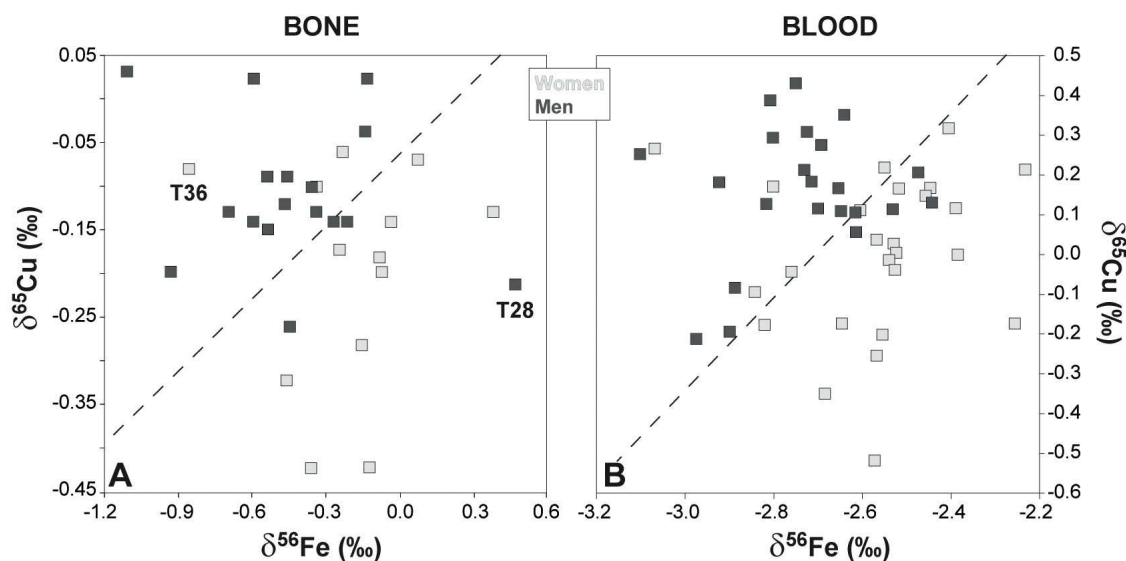 BONE
BLOOD
Women
Men
0.05
-0.05
-0.15
-0.25
-0.35
-0.45
δ⁶⁵Cu (‰)
T36
T28
A
-1.2 -0.9 -0.6 -0.3 0.0 0.3 0.6
δ⁵⁶Fe (‰)
0.5
0.4
0.3
0.2
0.1
0.0
-0.1
-0.2
-0.3
-0.4
-0.5
-0.6
δ⁶⁵Cu (‰)
B
-3.2 -3.0 -2.8 -2.6 -2.4 -2.2
δ⁵⁶Fe (‰)